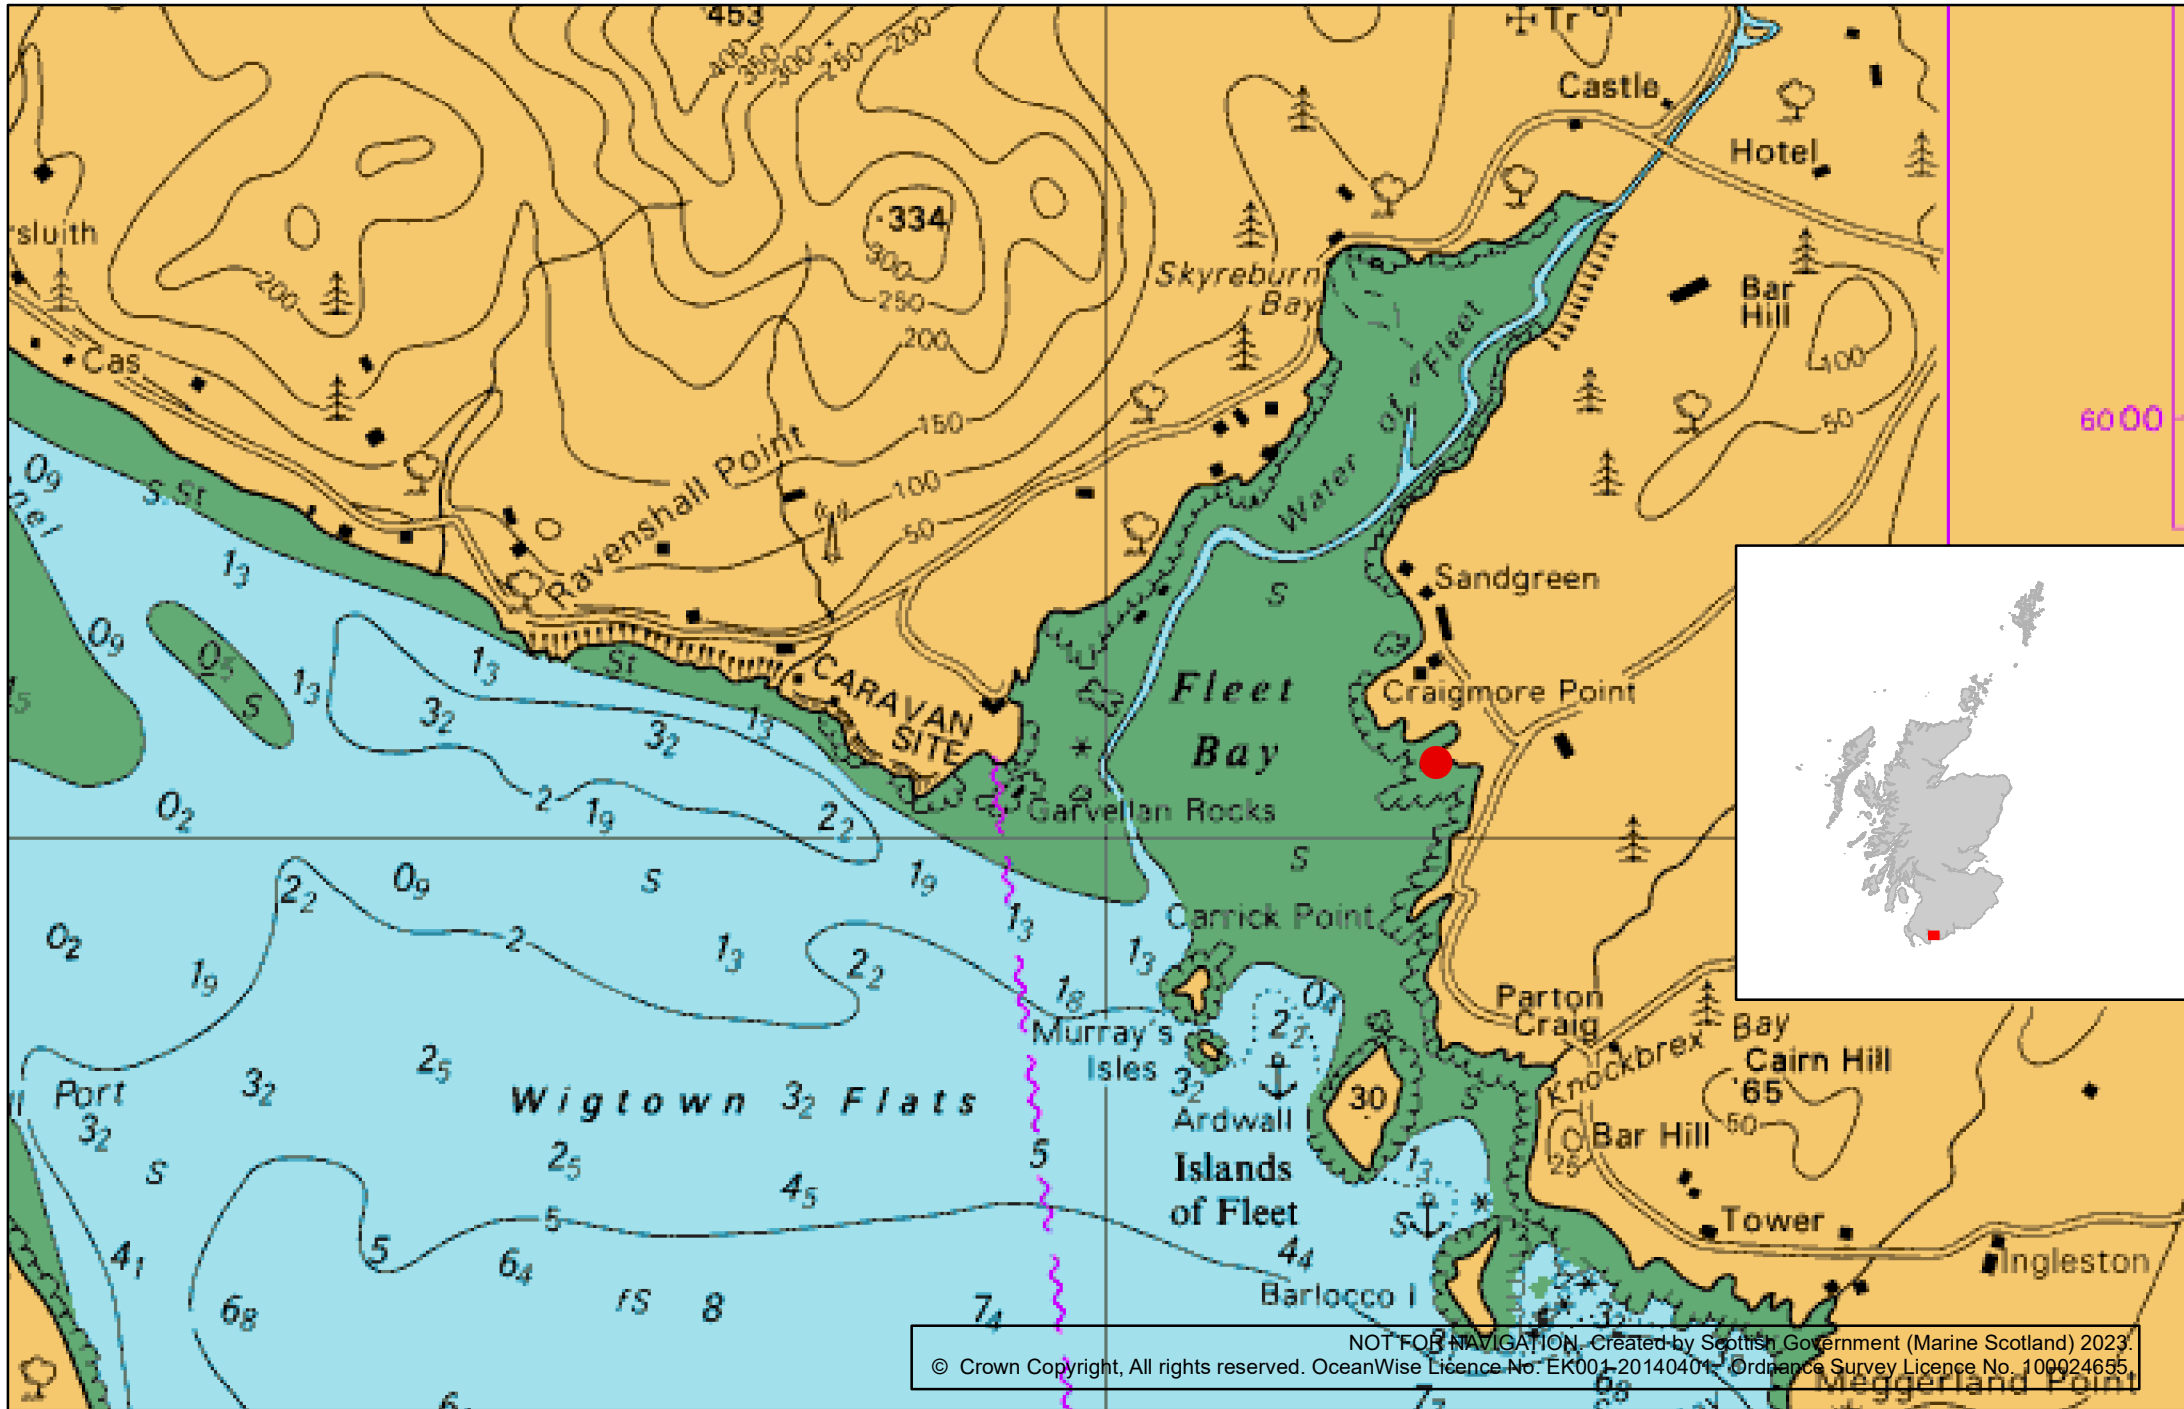 453
Tr
400
350
300
250
200
Castle
Hotel
334
300
250
200
200
150
100
50
rsluith
Cas
Skyreburn
Bay
Bar
Hill
100
50
6000
Water of Fleet
Ravenshall Point
Sandgreen
S
Craigmore Point
Fleet
Bay
CARAVAN
SITE
Garvellan Rocks
S
Carrick Point
09
S.St
nel
13
09
05
S
13
13
St
32
32
13
15
02
2
19
22
19
22
09
S
02
2
13
22
13
13
19
18
04
22
Murray's
Isles
Parton
Craig
Knockbrex Bay
Cairn Hill
65
50
Port
32
25
32
32
Wigtown Flats
32
30
S
Ardwall
Bar Hill
25
S
25
45
5
Islands
of Fleet
13
S
Tower
41
5
5
64
44
Ingleston
Barlocco I
68
rS
8
74
32
NOT FOR NAVIGATION. Created by Scottish Government (Marine Scotland) 2023.
© Crown Copyright, All rights reserved. OceanWise Licence No. EK001-20140401. Ordnance Survey Licence No. 100024655.
68
Meggerland Point